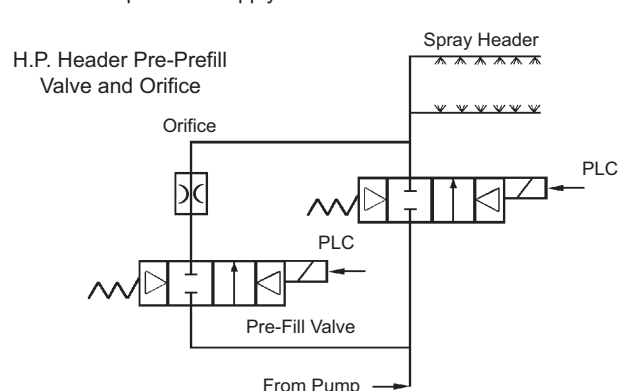 Spray Header
H.P. Header Pre-Prefill
Valve and Orifice
Orifice
PLC
PLC
Pre-Fill Valve
From Pump